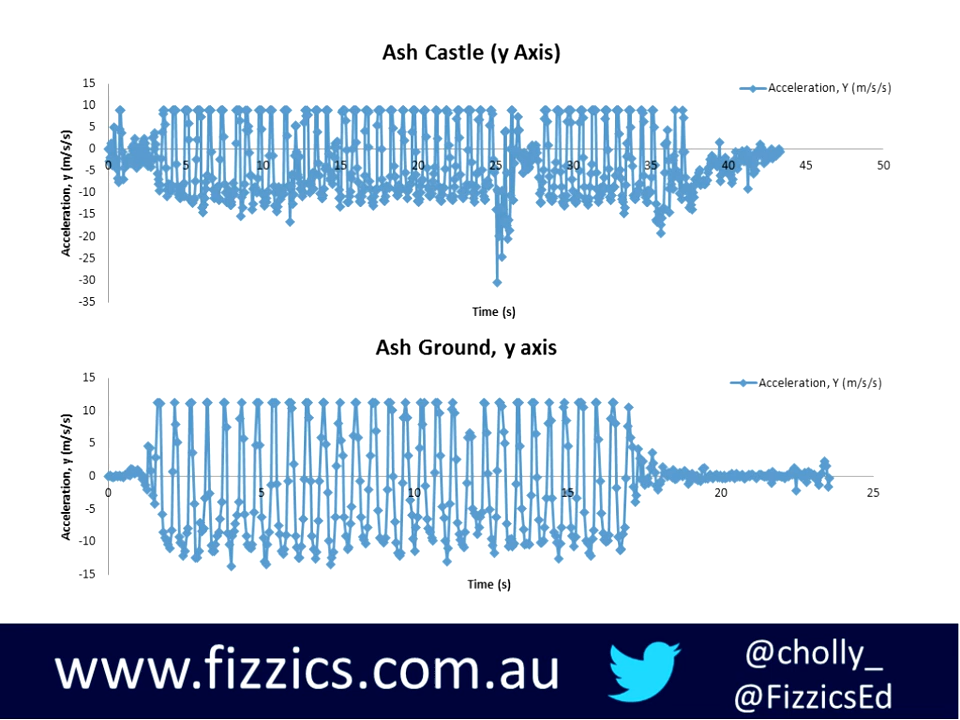 Ash Castle (y Axis)
Acceleration, Y (m/s/s)
Acceleration, y (m/s/s)
15
10
5
0
-5
-10
-15
-20
-25
-30
-35
0 5 10 15 20 25 30 35 40 45 50
Time (s)
Ash Ground, y axis
Acceleration, Y (m/s/s)
Acceleration, y (m/s/s)
15
10
5
0
-5
-10
-15
0 5 10 15 20 25
Time (s)
www.fizzics.com.au
@cholly_
@FizzicsEd